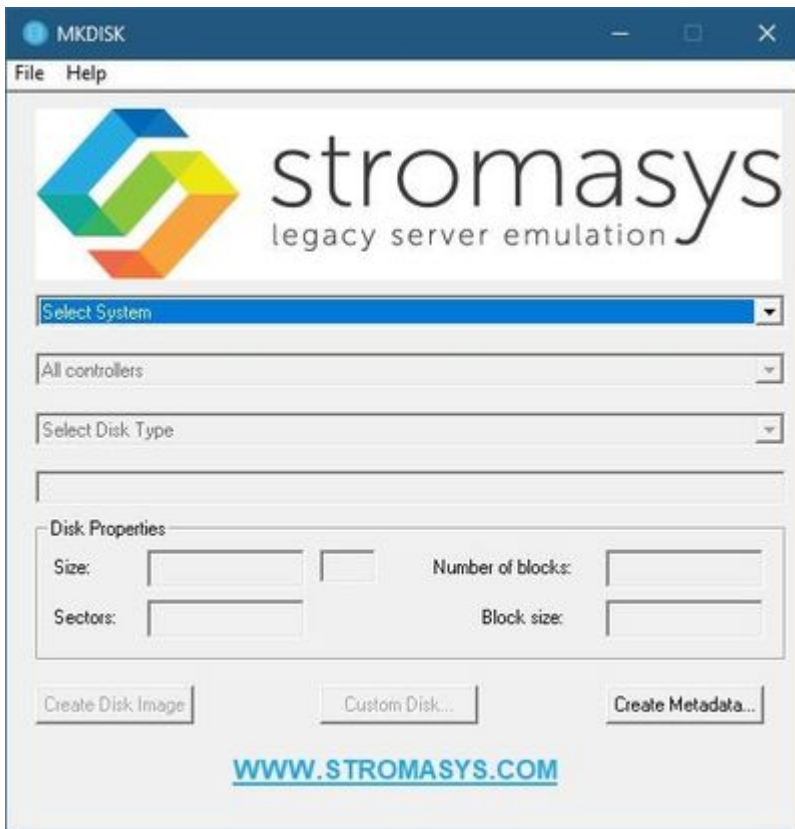 MKDISK
File Help
stromasys
legacy server emulation
Select System
All controllers
Select Disk Type
Disk Properties
Size: Number of blocks:
Sectors: Block size:
Create Disk Image Custom Disk... Create Metadata...
WWW.STROMASYS.COM